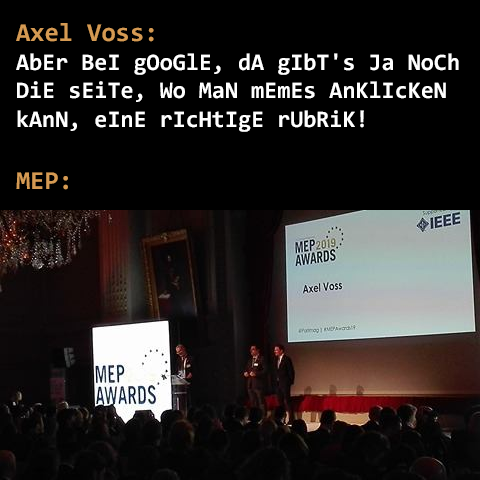 Axel Voss:
AbEr BeI gOoGlE, dA gIbT's Ja NoCh
DiE sEiTe, Wo MaN mEmEs AnKlIcKeN
kAnN, eInE rIcHtIgE rUbRiK!
MEP:
IEEE
MEP 2019
AWARDS
Axel Voss
MEP
AWARDS